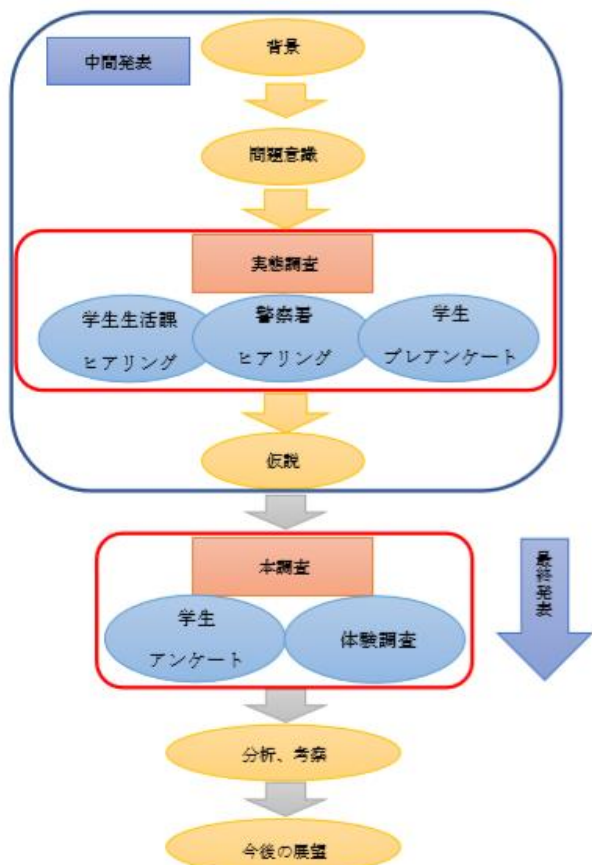 中間発表
背景
問題意識
実態調査
学生生活課
ヒアリング
警察署
ヒアリング
学生
プレアンケート
仮説
本調査
学生
アンケート
体験調査
最終発表
分析、考察
今後の展望